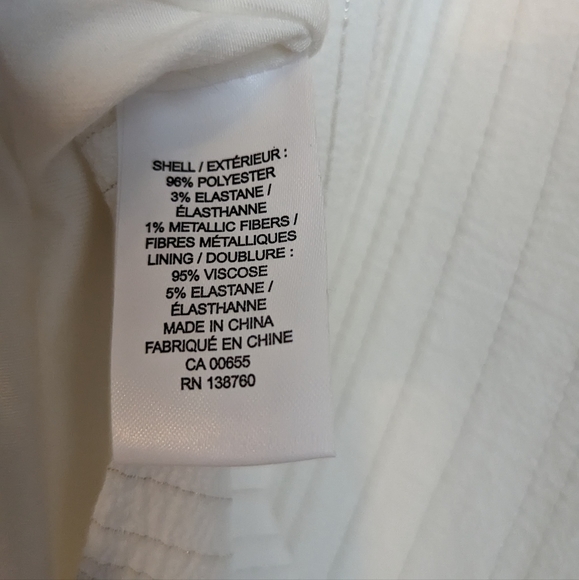 SHELL / EXTÉRIEUR :
96% POLYESTER
3% ELASTANE /
ÉLASTHANNE
1% METALLIC FIBERS /
FIBRES MÉTALLIQUES
LINING / DOUBLURE :
95% VISCOSE
5% ELASTANE /
ÉLASTHANNE
MADE IN CHINA
FABRIQUÉ EN CHINE
CA 00655
RN 138760